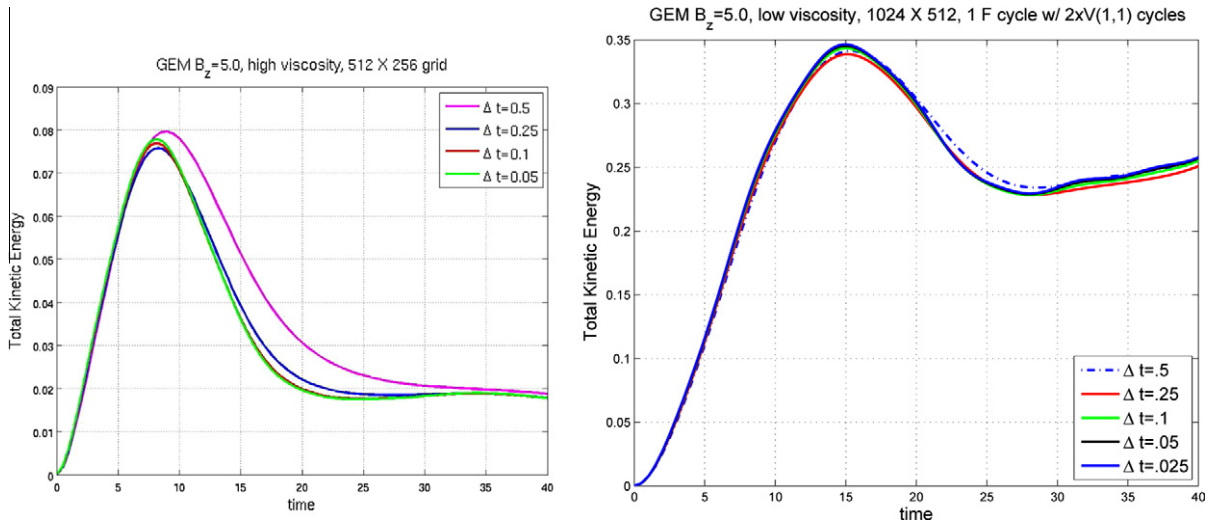 GEM B_z=5.0, high viscosity, 512 X 256 grid
Total Kinetic Energy
0.09
0.08
0.07
0.06
0.05
0.04
0.03
0.02
0.01
0
Δ t=0.5
Δ t=0.25
Δ t=0.1
Δ t=0.05
0 5 10 15 20 25 30 35 40
time
GEM B_z=5.0, low viscosity, 1024 X 512, 1 F cycle w/ 2xV(1,1) cycles
Total Kinetic Energy
0.35
0.3
0.25
0.2
0.15
0.1
0.05
0
Δ t=.5
Δ t=.25
Δ t=.1
Δ t=.05
Δ t=.025
0 5 10 15 20 25 30 35 40
time